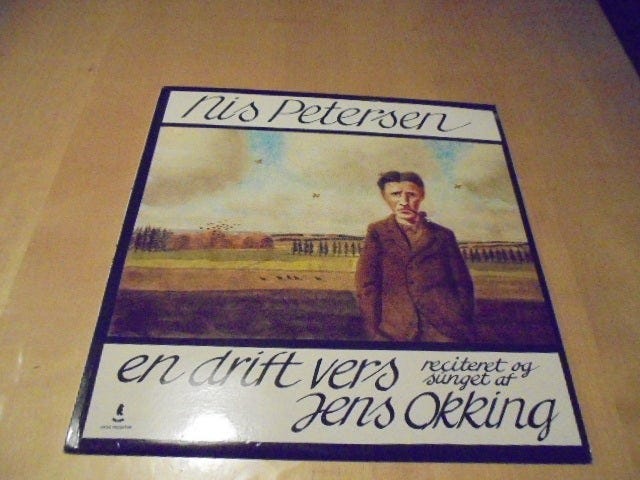 Nis Petersen
en drift vers
reciteret og
sunget af
Jens Okking